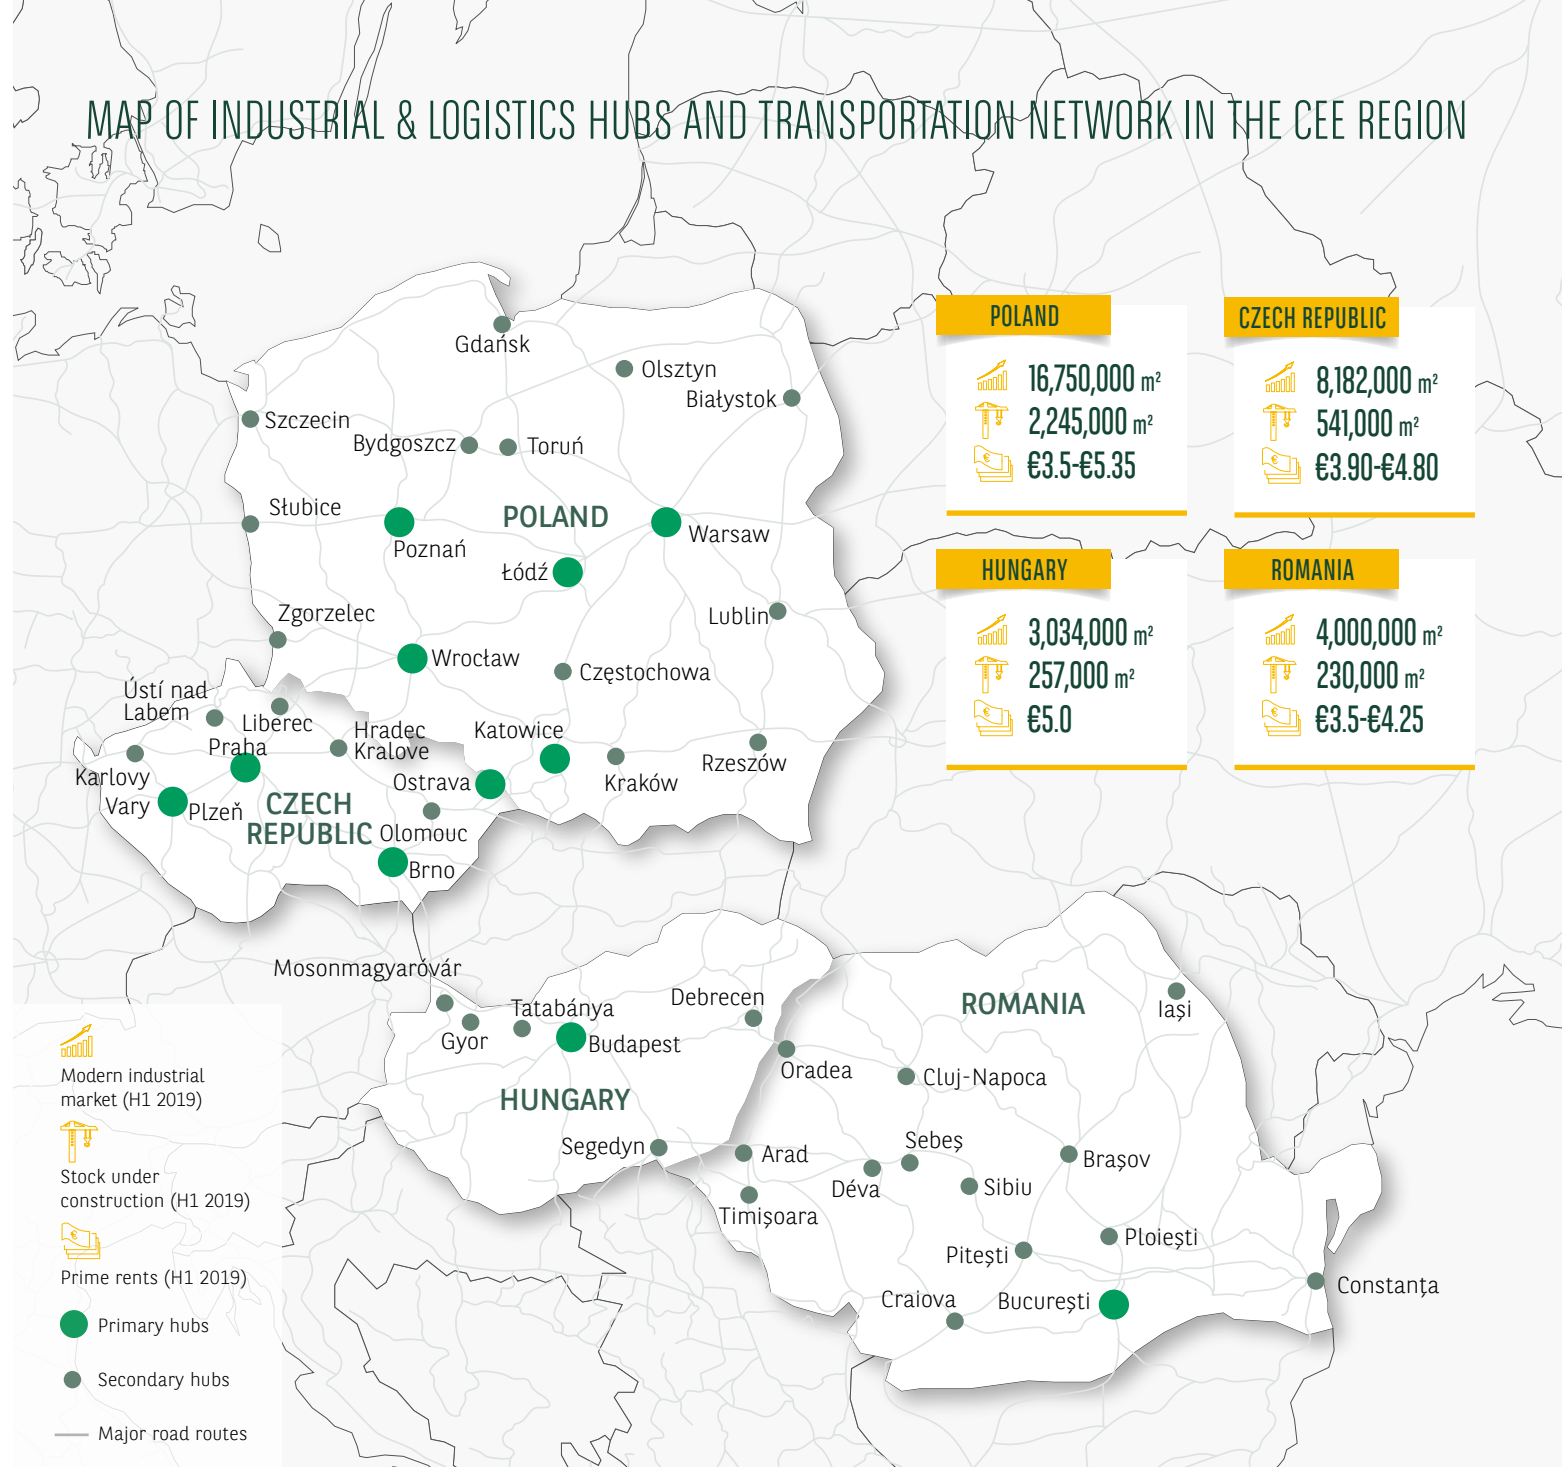 MAP OF INDUSTRIAL & LOGISTICS HUBS AND TRANSPORTATION NETWORK IN THE CEE REGION
POLAND
16,750,000 m²
2,245,000 m²
€3.5-€5.35
CZECH REPUBLIC
8,182,000 m²
541,000 m²
€3.90-€4.80
HUNGARY
3,034,000 m²
257,000 m²
€5.0
ROMANIA
4,000,000 m²
230,000 m²
€3.5-€4.25
Gdańsk
Olsztyn
Białystok
Szczecin
Bydgoszcz
Toruń
Słubice
POLAND
Poznań
Warsaw
Łódź
Zgorzelec
Lublin
Wrocław
Częstochowa
Ústí nad
Labem
Liberec
Hradec
Kralove
Katowice
Praha
Karlovy
Vary
Plzeň
Ostrava
Kraków
Rzeszów
CZECH
REPUBLIC
Olomouc
Brno
Mosonmagyaróvár
Tatabánya
Debrecen
Gyor
Budapest
HUNGARY
Segedyn
ROMANIA
Iași
Oradea
Cluj-Napoca
Arad
Sebeș
Brașov
Déva
Sibiu
Timișoara
Ploiești
Pitești
Constanța
Craiova
București
Modern industrial
market (H1 2019)
Stock under
construction (H1 2019)
Prime rents (H1 2019)
Primary hubs
Secondary hubs
Major road routes